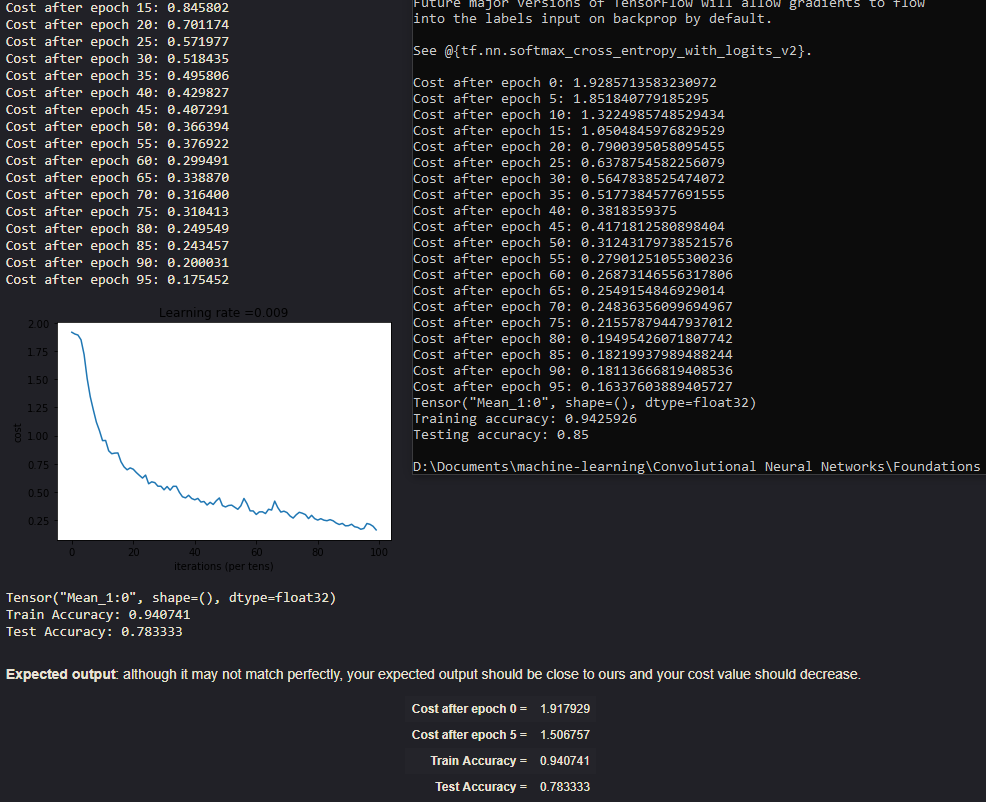 Cost after epoch 15: 0.845802
Cost after epoch 20: 0.701174
Cost after epoch 25: 0.571977
Cost after epoch 30: 0.518435
Cost after epoch 35: 0.495806
Cost after epoch 40: 0.429827
Cost after epoch 45: 0.407291
Cost after epoch 50: 0.366394
Cost after epoch 55: 0.376922
Cost after epoch 60: 0.299491
Cost after epoch 65: 0.338870
Cost after epoch 70: 0.316400
Cost after epoch 75: 0.310413
Cost after epoch 80: 0.249549
Cost after epoch 85: 0.243457
Cost after epoch 90: 0.200031
Cost after epoch 95: 0.175452
Learning rate =0.009
2.00
1.75
1.50
1.25
1.00
0.75
0.50
0.25
cost
0 20 40 60 80 100
iterations (per tens)
Tensor("Mean_1:0", shape=(), dtype=float32)
Train Accuracy: 0.940741
Test Accuracy: 0.783333
Future major versions of TensorFlow will allow gradients to flow
into the labels input on backprop by default.
See @{tf.nn.softmax_cross_entropy_with_logits_v2}.
Cost after epoch 0: 1.9285713583230972
Cost after epoch 5: 1.851840779185295
Cost after epoch 10: 1.3224985748529434
Cost after epoch 15: 1.0504845976829529
Cost after epoch 20: 0.7900395058095455
Cost after epoch 25: 0.6378754582256079
Cost after epoch 30: 0.5647838525474072
Cost after epoch 35: 0.5177384577691555
Cost after epoch 40: 0.3818359375
Cost after epoch 45: 0.4171812580898404
Cost after epoch 50: 0.31243179738521576
Cost after epoch 55: 0.27901251055300236
Cost after epoch 60: 0.26873146556317806
Cost after epoch 65: 0.2549154846929014
Cost after epoch 70: 0.24836356099694967
Cost after epoch 75: 0.21557879447937012
Cost after epoch 80: 0.19495426071807742
Cost after epoch 85: 0.18219937989488244
Cost after epoch 90: 0.18113666819408536
Cost after epoch 95: 0.16337603889405727
Tensor("Mean_1:0", shape=(), dtype=float32)
Training accuracy: 0.9425926
Testing accuracy: 0.85
D:\Documents\machine-learning\Convolutional Neural Networks\Foundations
Expected output: although it may not match perfectly, your expected output should be close to ours and your cost value should decrease.
Cost after epoch 0 = 1.917929
Cost after epoch 5 = 1.506757
Train Accuracy = 0.940741
Test Accuracy = 0.783333